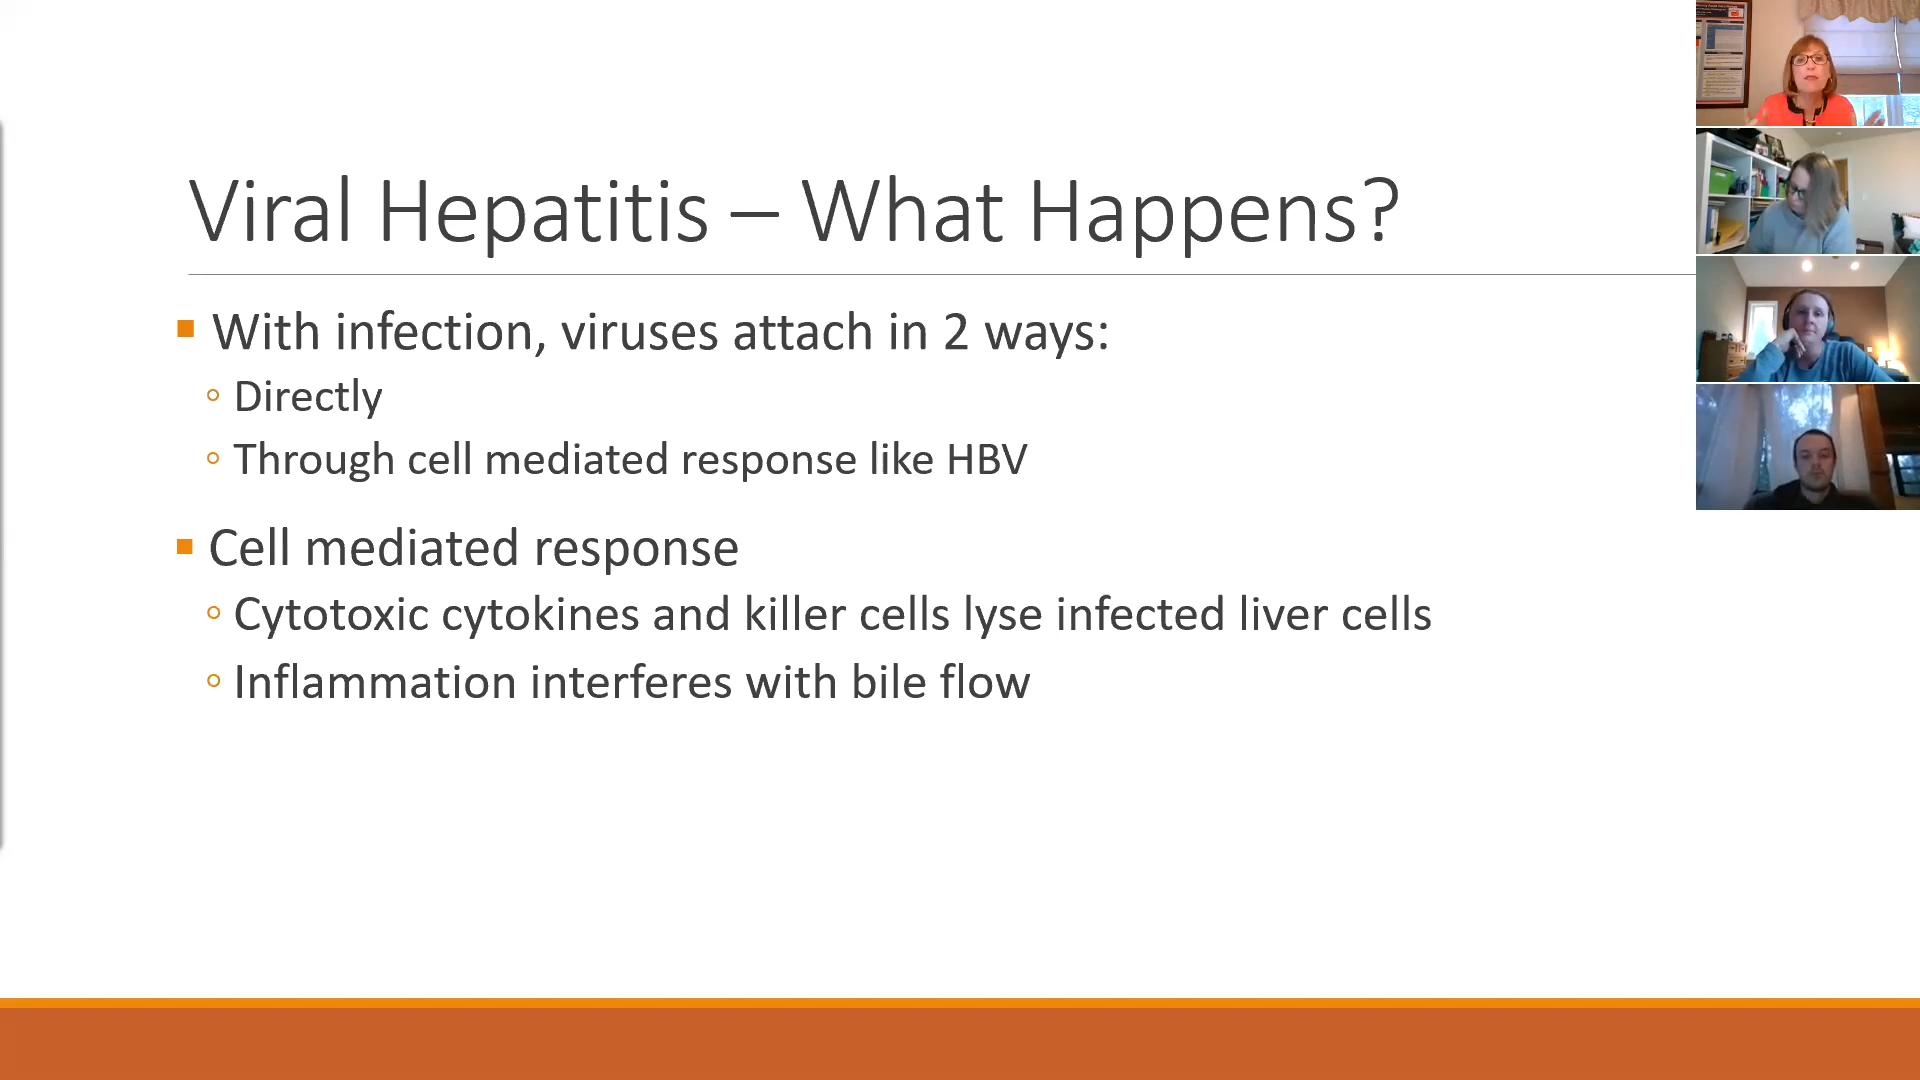 Viral Hepatitis – What Happens?
With infection, viruses attach in 2 ways:
Directly
Through cell mediated response like HBV
Cell mediated response
Cytotoxic cytokines and killer cells lyse infected liver cells
Inflammation interferes with bile flow